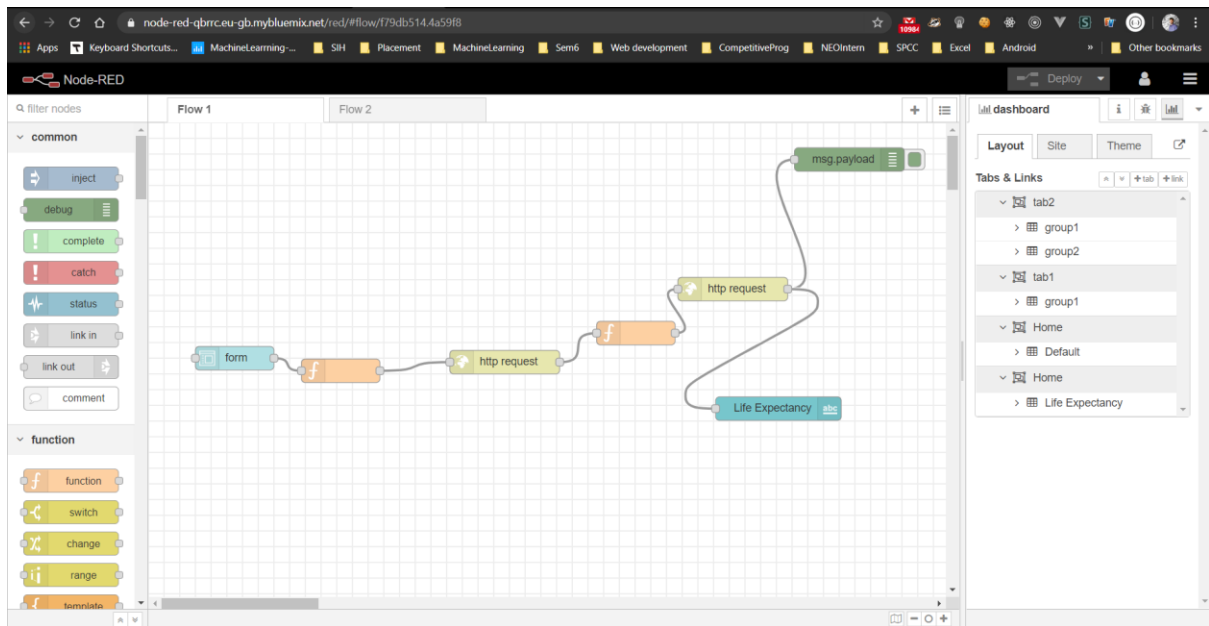 node-red-qbrrc.eu-gb.mybluemix.net/red/#flow/f79db514.4a59f8
10984
Apps Keyboard Shortcuts... MachineLearning-... SIH Placement MachineLearning Sem6 Web development CompetitiveProg NEOIntern SPCC Excel Android » Other bookmarks
Node-RED
Deploy
filter nodes
Flow 1
Flow 2
dashboard
common
inject
debug
complete
catch
status
link in
link out
comment
function
function
switch
change
range
template
msg.payload
http request
form
http request
Life Expectancy
abc
Layout
Site
Theme
Tabs & Links
+tab
+link
tab2
group1
group2
tab1
group1
Home
Default
Home
Life Expectancy